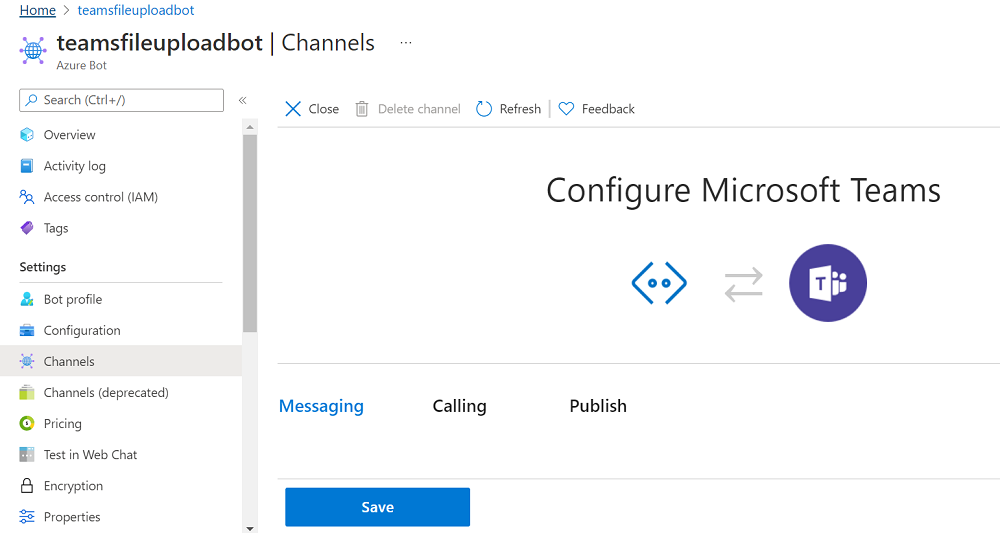 Home > teamsfileuploadbot
teamsfileuploadbot | Channels ...
Azure Bot
Search (Ctrl+/)
«
Overview
Activity log
Access control (IAM)
Tags
Settings
Bot profile
Configuration
Channels
Channels (deprecated)
Pricing
Test in Web Chat
Encryption
Properties
Close Delete channel Refresh | Feedback
Configure Microsoft Teams
T
Messaging Calling Publish
Save